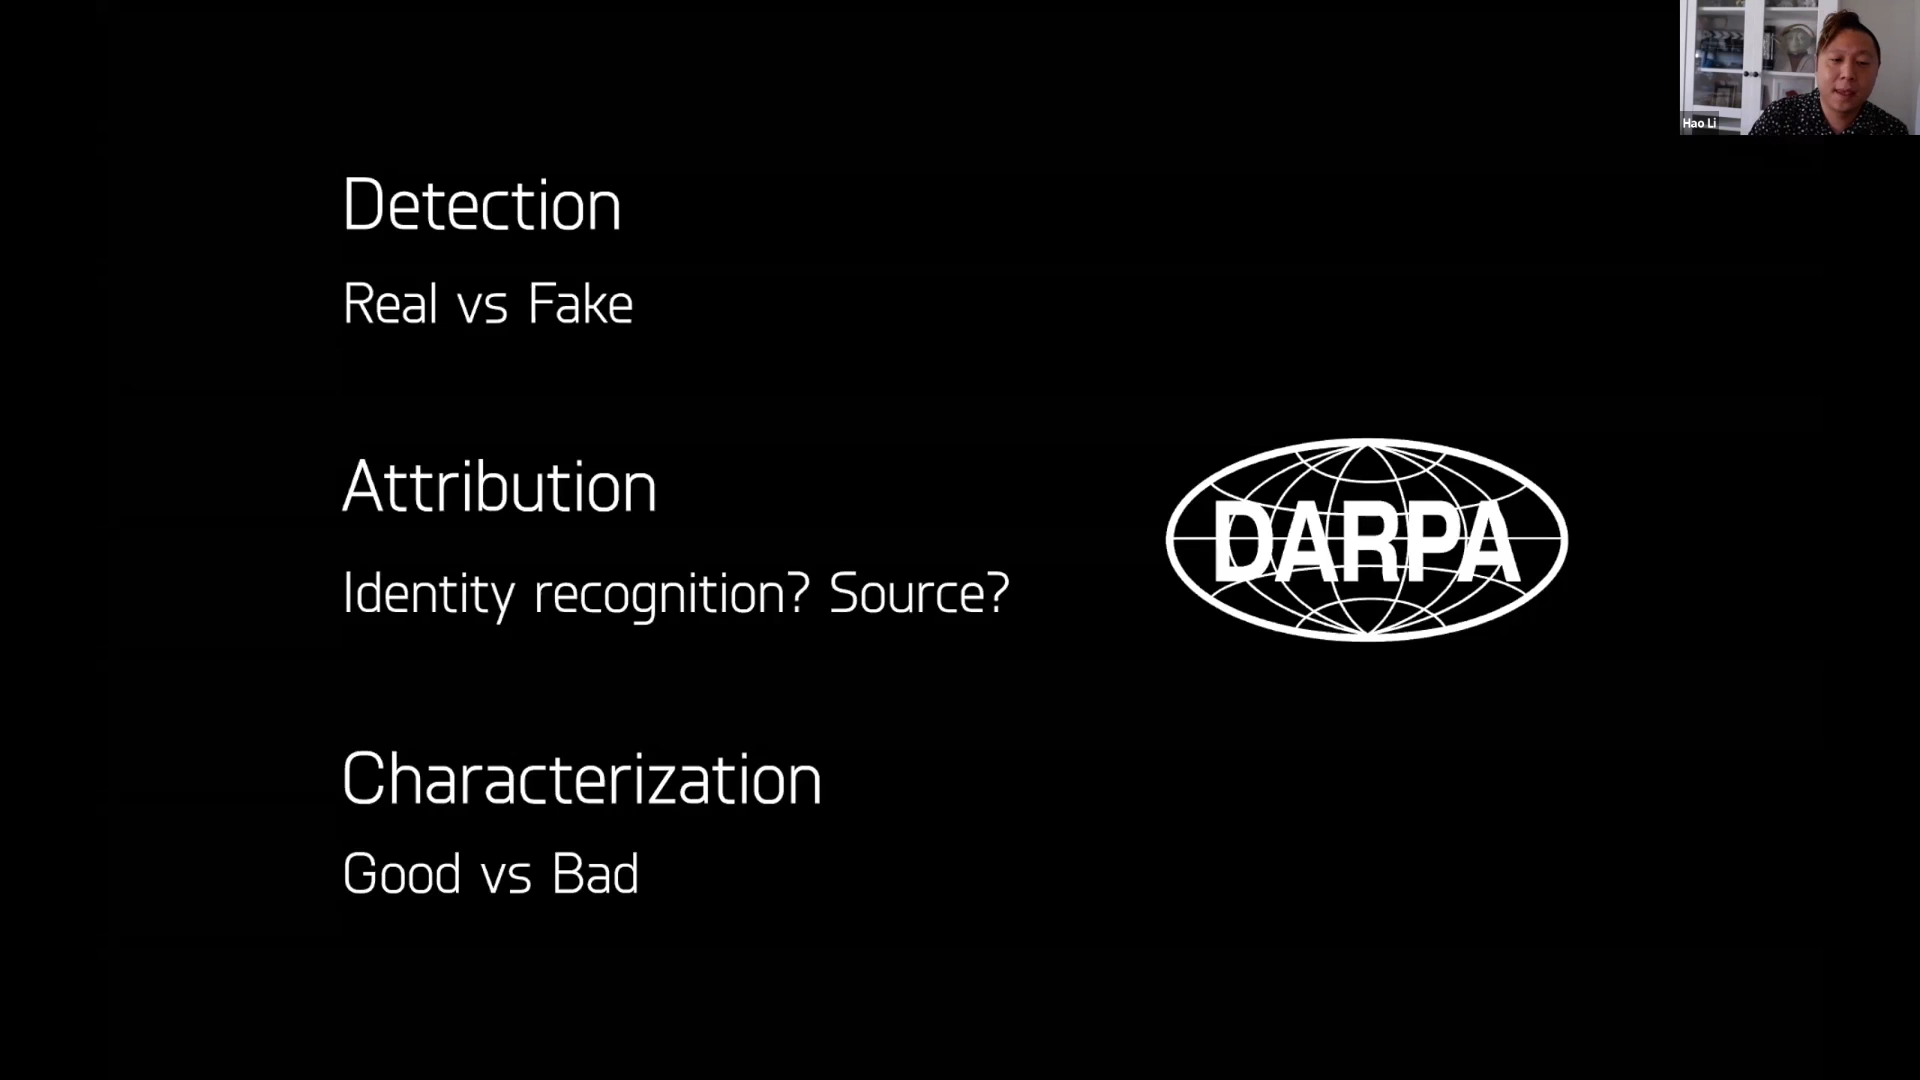 Hao Li
Detection
Real vs Fake
Attribution
Identity recognition? Source?
DARPA
Characterization
Good vs Bad